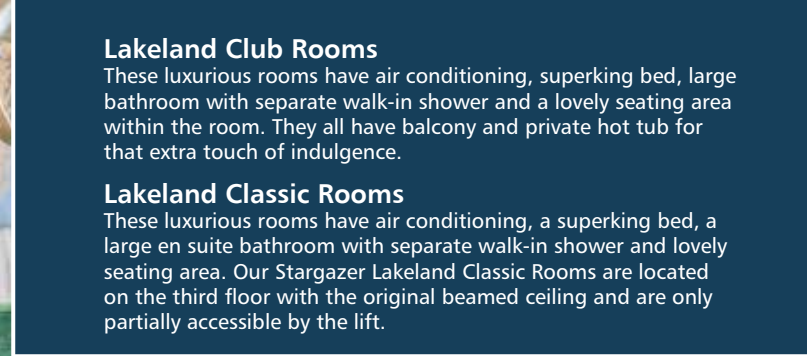 Lakeland Club Rooms
These luxurious rooms have air conditioning, superking bed, large
bathroom with separate walk-in shower and a lovely seating area
within the room. They all have balcony and private hot tub for
that extra touch of indulgence.
Lakeland Classic Rooms
These luxurious rooms have air conditioning, a superking bed, a
large en suite bathroom with separate walk-in shower and lovely
seating area. Our Stargazer Lakeland Classic Rooms are located
on the third floor with the original beamed ceiling and are only
partially accessible by the lift.